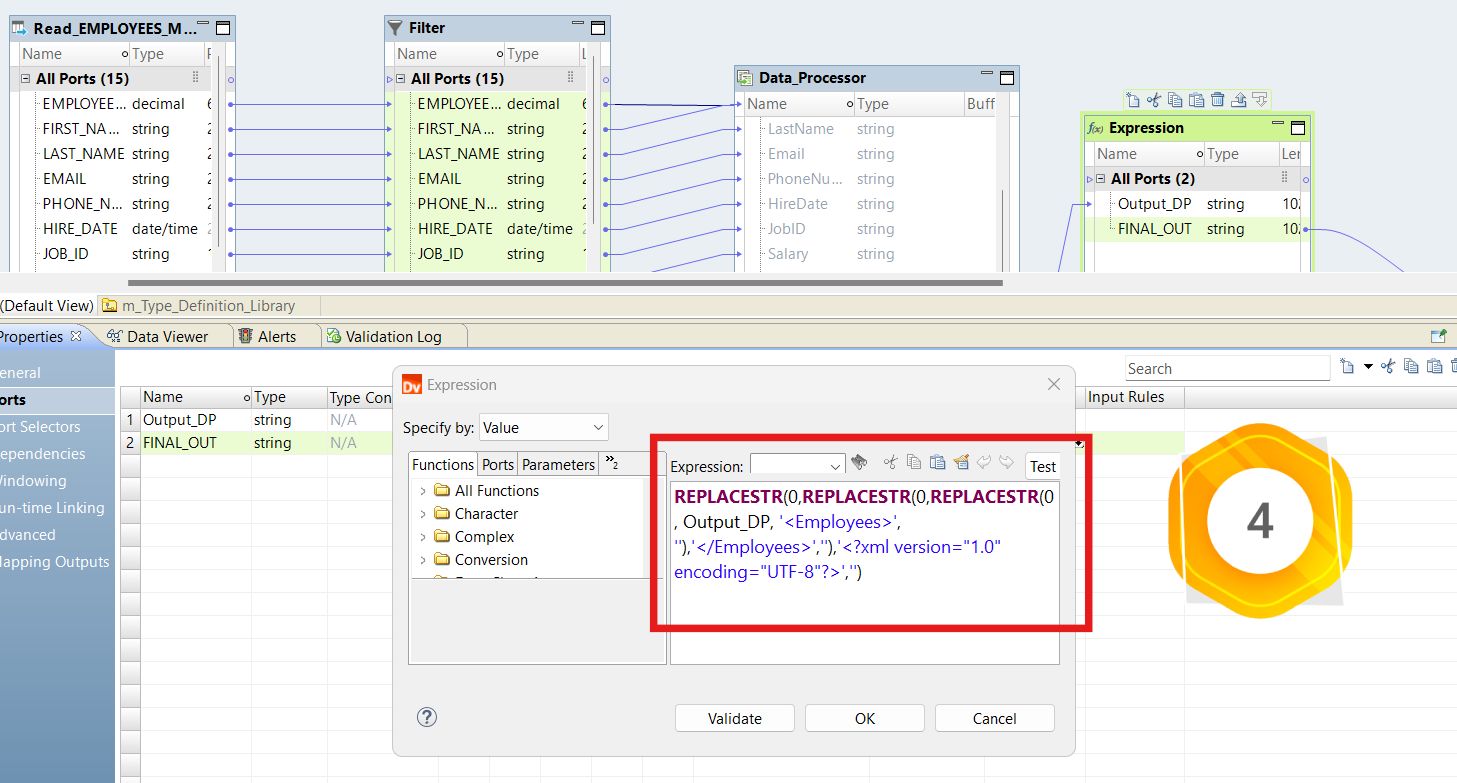 Read_EMPLOYEES_M...
Name Type
All Ports (15)
EMPLOYEE... decimal
FIRST_NA... string
LAST_NAME string
EMAIL string
PHONE_N... string
HIRE_DATE date/time
JOB_ID string
Filter
Name Type
All Ports (15)
EMPLOYEE... decimal
FIRST_NA... string
LAST_NAME string
EMAIL string
PHONE_N... string
HIRE_DATE date/time
JOB_ID string
Data_Processor
Name Type Buff
LastName string
Email string
PhoneNu... string
HireDate string
JobID string
Salary string
f(x) Expression
Name Type Ler
All Ports (2)
Output_DP string 10
FINAL_OUT string 10
(Default View) m_Type_Definition_Library
Properties Data Viewer Alerts Validation Log
eneral
orts
ort Selectors
ependencies
indowing
un-time Linking
dvanced
apping Outputs
Search
Name Type Type Con Input Rules
1 Output_DP string N/A
2 FINAL_OUT string N/A
Dv Expression
Specify by: Value
Functions Ports Parameters »2
All Functions
Character
Complex
Conversion
Expression:
Test
REPLACESTR(0,REPLACESTR(0,REPLACESTR(0
, Output_DP, '<Employees>',
''),'</Employees>',''),'<?xml version="1.0"
encoding="UTF-8"?>','')
Validate OK Cancel
4